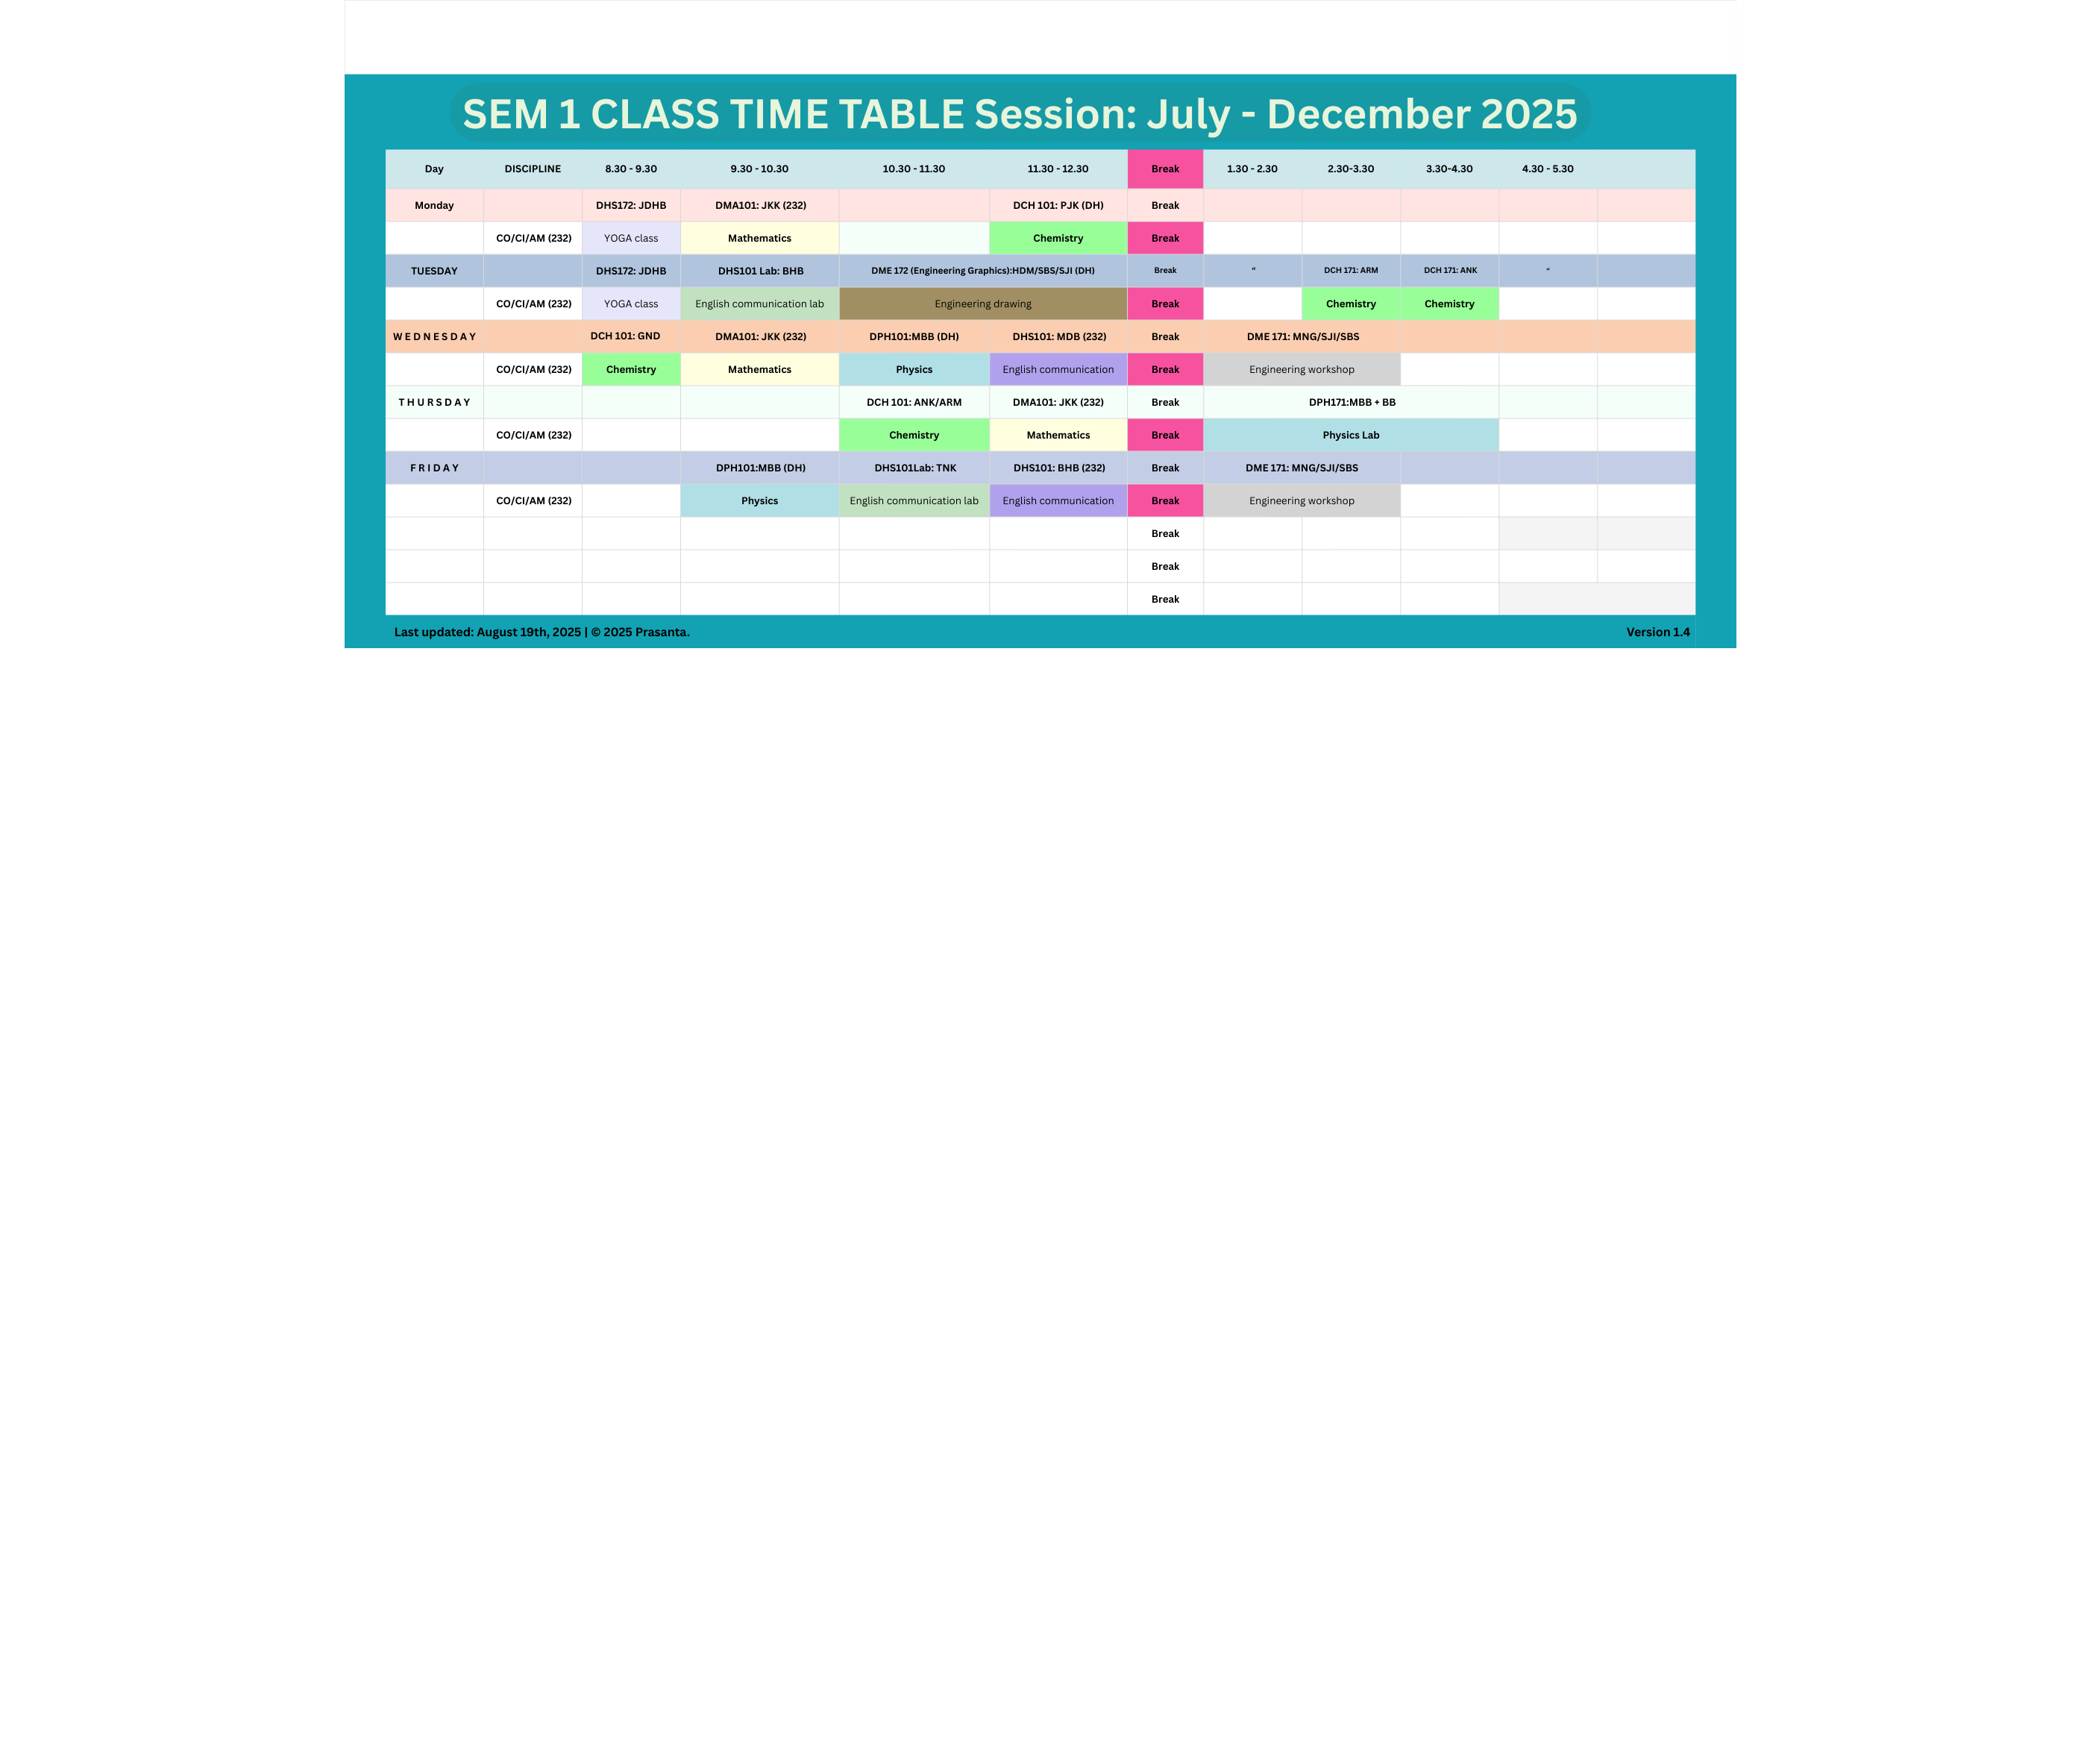 SEM 1 CLASS TIME TABLE Session: July - December 2025
Day DISCIPLINE 8.30 - 9.30 9.30 - 10.30 10.30 - 11.30 11.30 - 12.30 Break 1.30 - 2.30 2.30-3.30 3.30-4.30 4.30 - 5.30
Monday DHS172: JDHB DMA101: JKK (232) DCH 101: PJK (DH) Break
CO/CI/AM (232) YOGA class Mathematics Chemistry Break
TUESDAY DHS172: JDHB DHS101 Lab: BHB DME 172 (Engineering Graphics):HDM/SBS/SJI (DH) Break “ DCH 171: ARM DCH 171: ANK “
CO/CI/AM (232) YOGA class English communication lab Engineering drawing Break Chemistry Chemistry
W E D N E S D A Y DCH 101: GND DMA101: JKK (232) DPH101:MBB (DH) DHS101: MDB (232) Break DME 171: MNG/SJI/SBS
CO/CI/AM (232) Chemistry Mathematics Physics English communication Break Engineering workshop
T H U R S D A Y DCH 101: ANK/ARM DMA101: JKK (232) Break DPH171:MBB + BB
CO/CI/AM (232) Chemistry Mathematics Break Physics Lab
F R I D A Y DPH101:MBB (DH) DHS101Lab: TNK DHS101: BHB (232) Break DME 171: MNG/SJI/SBS
CO/CI/AM (232) Physics English communication lab English communication Break Engineering workshop
Break
Break
Break
Last updated: August 19th, 2025 | © 2025 Prasanta. Version 1.4